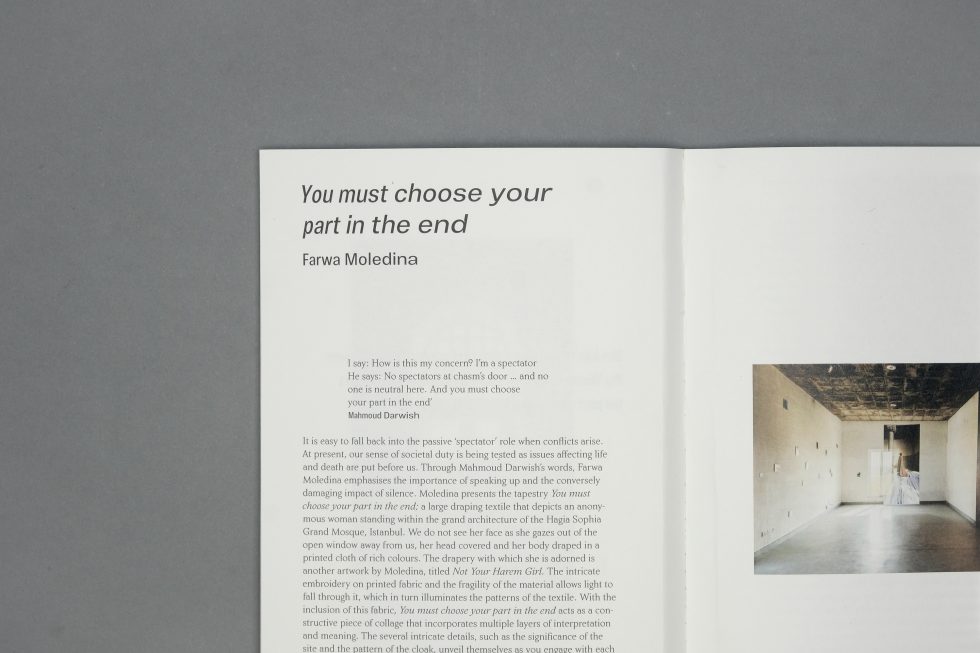 You must choose your
part in the end
Farwa Moledina
I say: How is this my concern? I'm a spectator
He says: No spectators at chasm's door ... and no
one is neutral here. And you must choose
your part in the end'
Mahmoud Darwish
It is easy to fall back into the passive 'spectator' role when conflicts arise.
At present, our sense of societal duty is being tested as issues affecting life
and death are put before us. Through Mahmoud Darwish's words, Farwa
Moledina emphasises the importance of speaking up and the conversely
damaging impact of silence. Moledina presents the tapestry You must
choose your part in the end; a large draping textile that depicts an anony-
mous woman standing within the grand architecture of the Hagia Sophia
Grand Mosque, Istanbul. We do not see her face as she gazes out of the
open window away from us, her head covered and her body draped in a
printed cloth of rich colours. The drapery with which she is adorned is
another artwork by Moledina, titled Not Your Harem Girl. The intricate
embroidery on printed fabric and the fragility of the material allows light to
fall through it, which in turn illuminates the patterns of the textile. With the
inclusion of this fabric, You must choose your part in the end acts as a con-
structive piece of collage that incorporates multiple layers of interpretation
and meaning. The several intricate details, such as the significance of the
site and the pattern of the cloak, unveil themselves as you engage with each